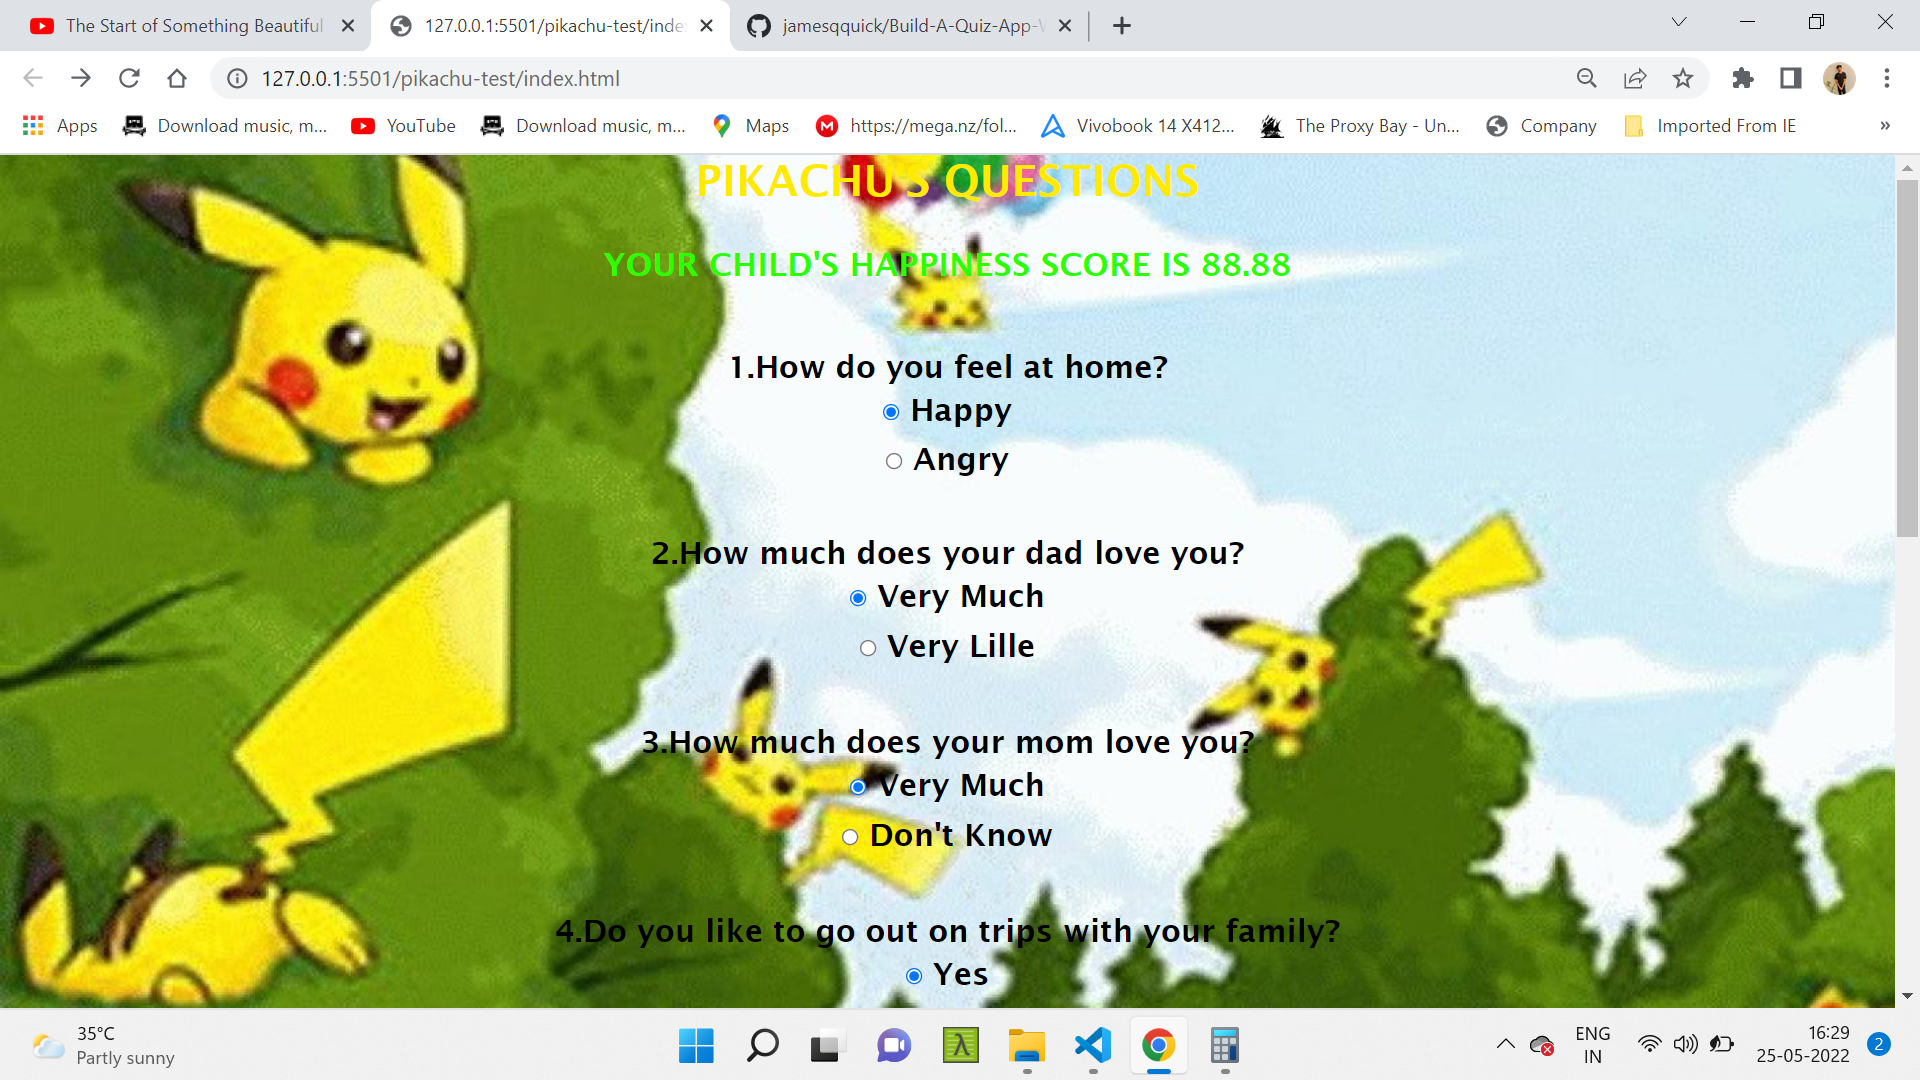 The Start of Something Beautiful
127.0.0.1:5501/pikachu-test/inde
jamesqquick/Build-A-Quiz-App-W
127.0.0.1:5501/pikachu-test/index.html
Apps
Download music, m...
YouTube
Download music, m...
Maps
https://mega.nz/fol...
Vivobook 14 X412...
The Proxy Bay - Un...
Company
Imported From IE
»
PIKACHU'S QUESTIONS
YOUR CHILD'S HAPPINESS SCORE IS 88.88
1.How do you feel at home?
Happy
Angry
2.How much does your dad love you?
Very Much
Very Lille
3.How much does your mom love you?
Very Much
Don't Know
4.Do you like to go out on trips with your family?
Yes
35°C
Partly sunny
ENG
IN
16:29
25-05-2022
2